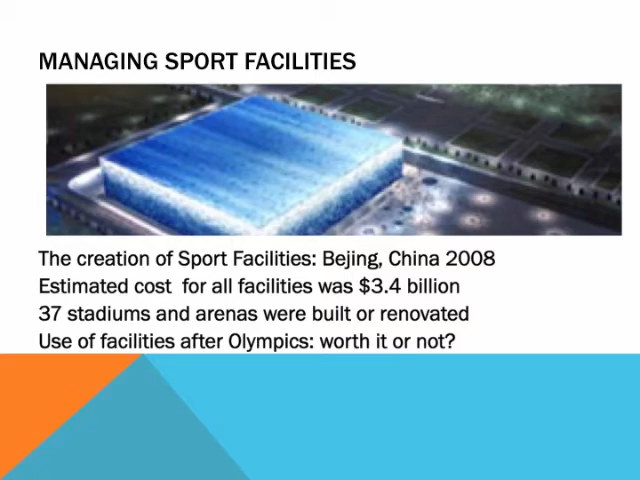 MANAGING SPORT FACILITIES
The creation of Sport Facilities: Bejing, China 2008
Estimated cost  for all facilities was $3.4 billion
37 stadiums and arenas were built or renovated
Use of facilities after Olympics: worth it or not?